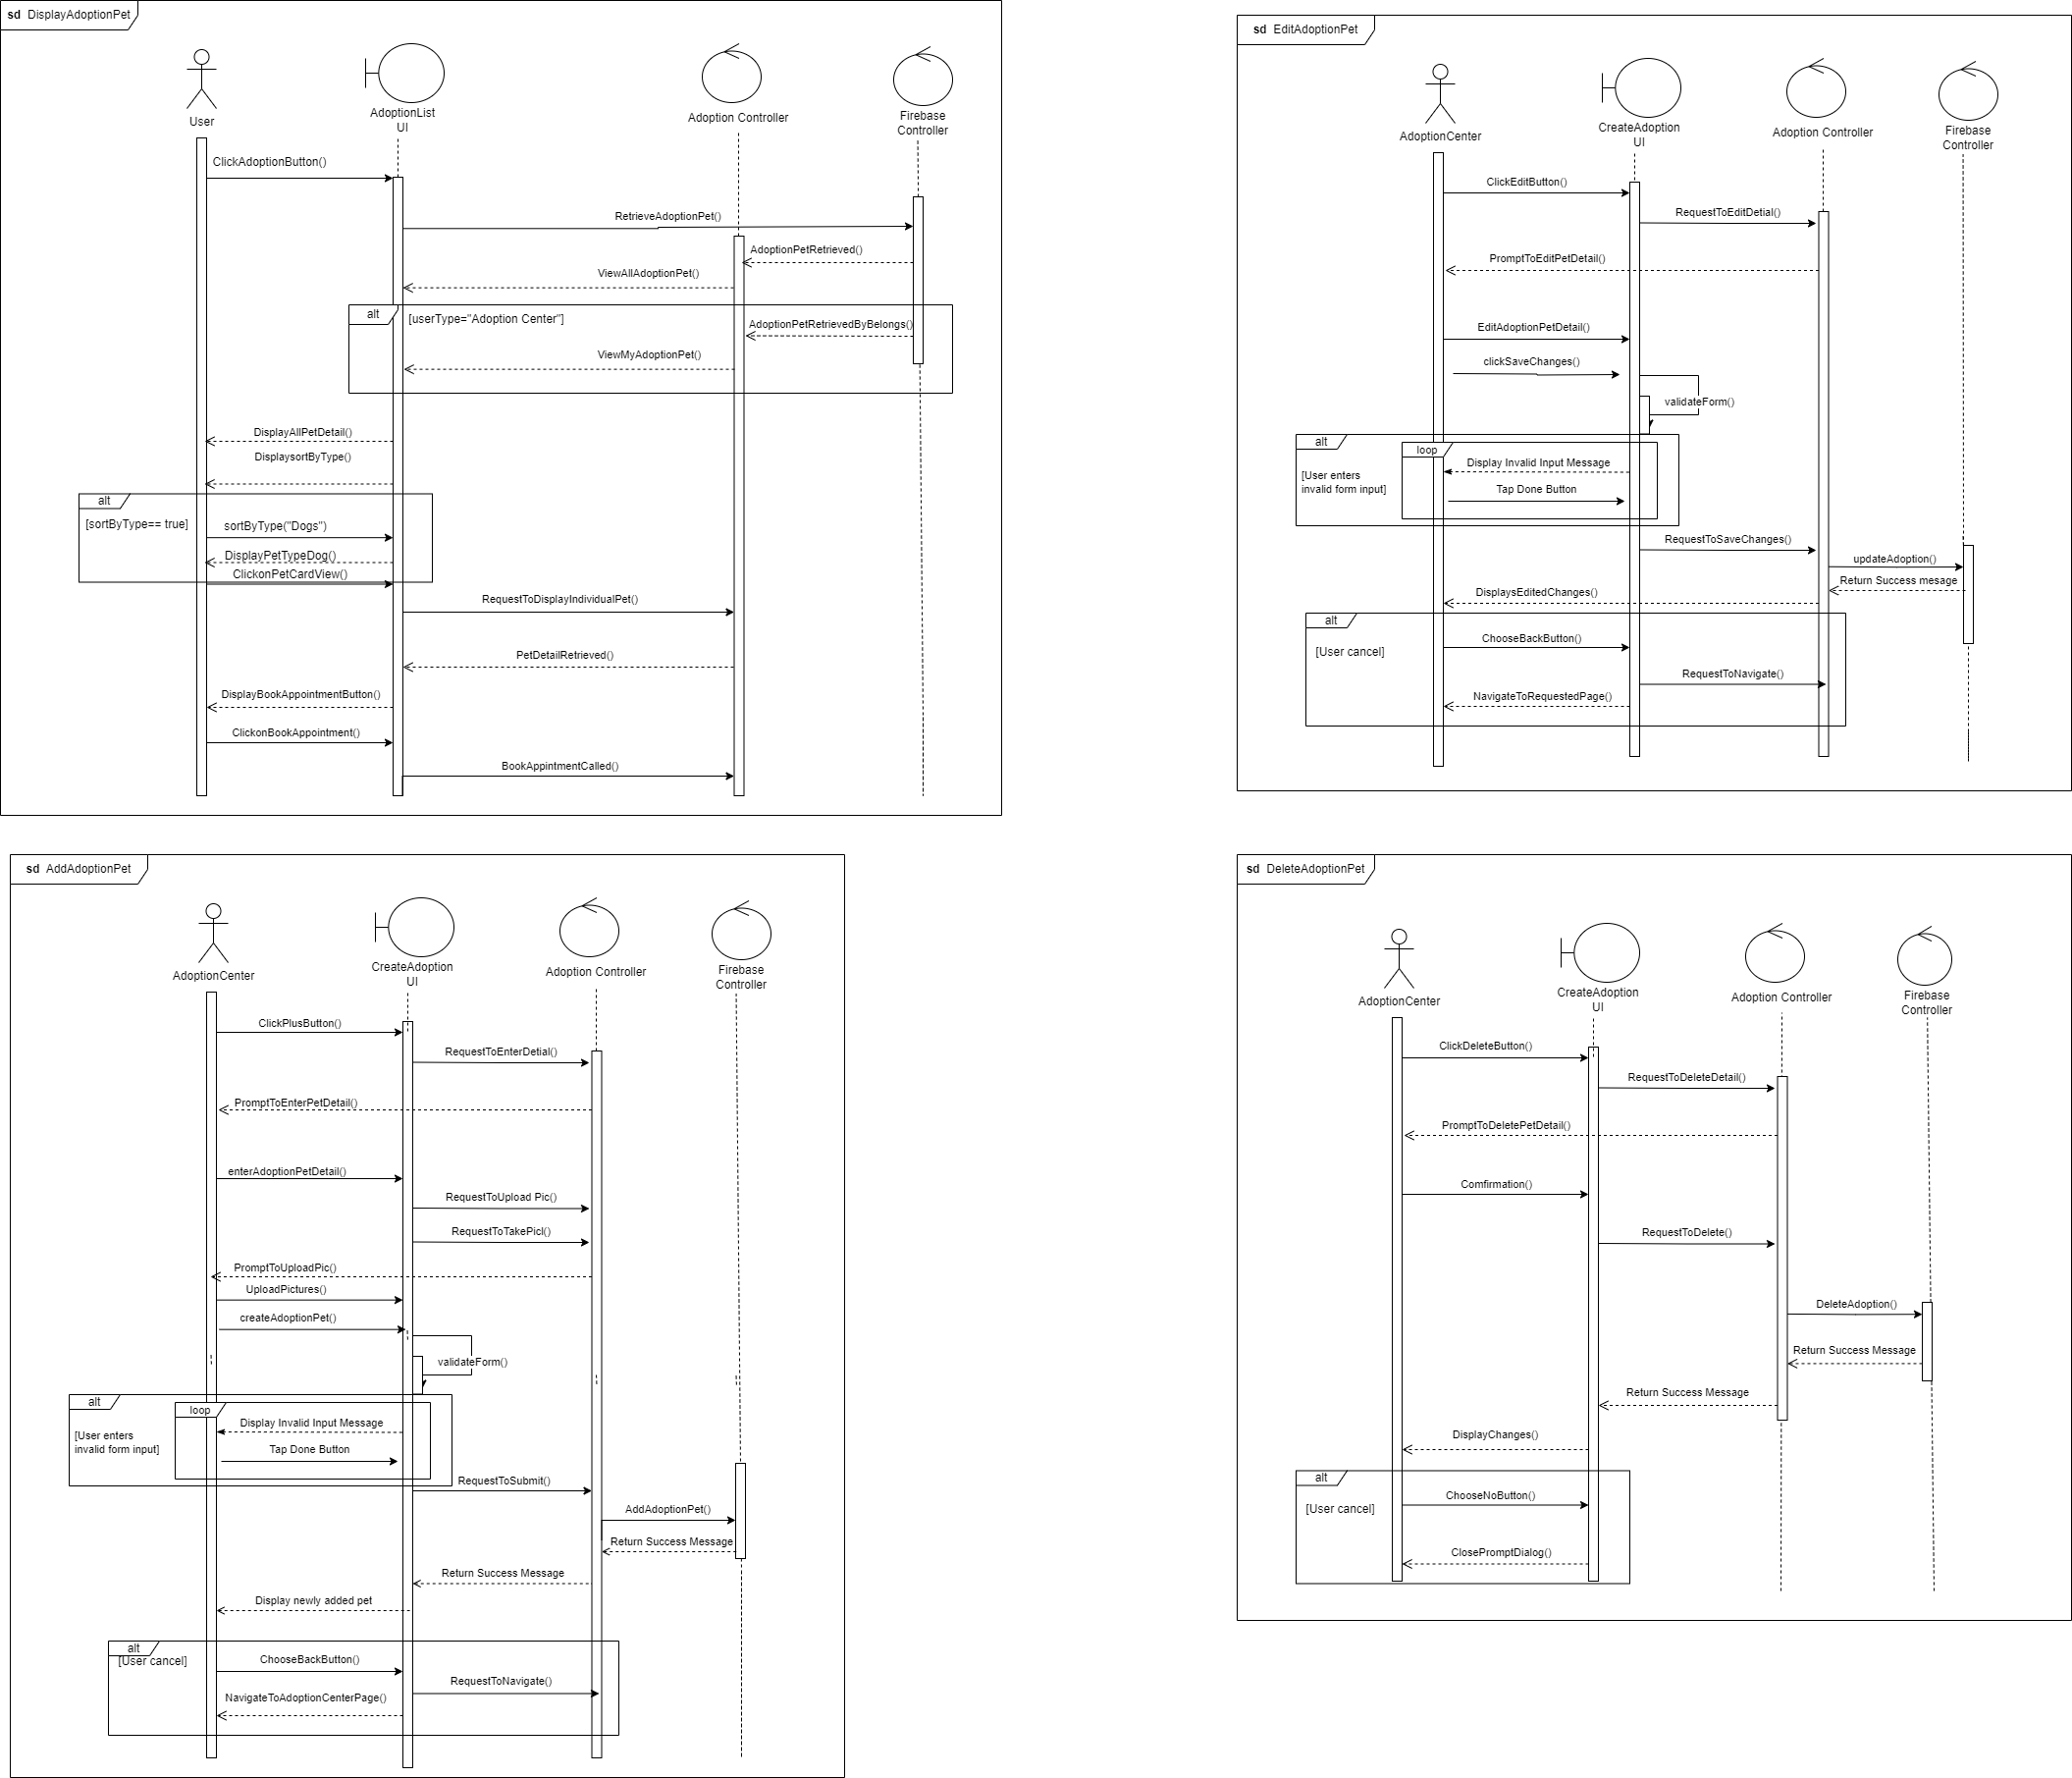 sd DisplayAdoptionPet
User
AdoptionList
UI
Adoption Controller
Firebase
Controller
ClickAdoptionButton()
RetrieveAdoptionPet()
AdoptionPetRetrieved()
ViewAllAdoptionPet()
alt
[userType="Adoption Center"]
AdoptionPetRetrievedByBelongs()
ViewMyAdoptionPet()
DisplayAllPetDetail()
DisplaysortByType()
alt
[sortByType== true]
sortByType("Dogs")
DisplayPetTypeDog()
ClickonPetCardView()
RequestToDisplayIndividualPet()
PetDetailRetrieved()
DisplayBookAppointmentButton()
ClickonBookAppointment()
BookAppintmentCalled()
sd EditAdoptionPet
AdoptionCenter
CreateAdoption
UI
Adoption Controller
Firebase
Controller
ClickEditButton()
RequestToEditDetial()
PromptToEditPetDetail()
EditAdoptionPetDetail()
clickSaveChanges()
validateForm()
alt
[User enters
invalid form input]
loop
Display Invalid Input Message
Tap Done Button
RequestToSaveChanges()
updateAdoption()
Return Success mesage
DisplaysEditedChanges()
alt
[User cancel]
ChooseBackButton()
RequestToNavigate()
NavigateToRequestedPage()
sd AddAdoptionPet
AdoptionCenter
CreateAdoption
UI
Adoption Controller
Firebase
Controller
ClickPlusButton()
RequestToEnterDetial()
PromptToEnterPetDetail()
enterAdoptionPetDetail()
RequestToUpload Pic()
RequestToTakePicl()
PromptToUploadPic()
UploadPictures()
createAdoptionPet()
validateForm()
alt
[User enters
invalid form input]
loop
Display Invalid Input Message
Tap Done Button
RequestToSubmit()
AddAdoptionPet()
Return Success Message
Return Success Message
Display newly added pet
alt
[User cancel]
ChooseBackButton()
RequestToNavigate()
NavigateToAdoptionCenterPage()
sd DeleteAdoptionPet
AdoptionCenter
CreateAdoption
UI
Adoption Controller
Firebase
Controller
ClickDeleteButton()
RequestToDeleteDetail()
PromptToDeletePetDetail()
Comfirmation()
RequestToDelete()
DeleteAdoption()
Return Success Message
Return Success Message
DisplayChanges()
alt
[User cancel]
ChooseNoButton()
ClosePromptDialog()